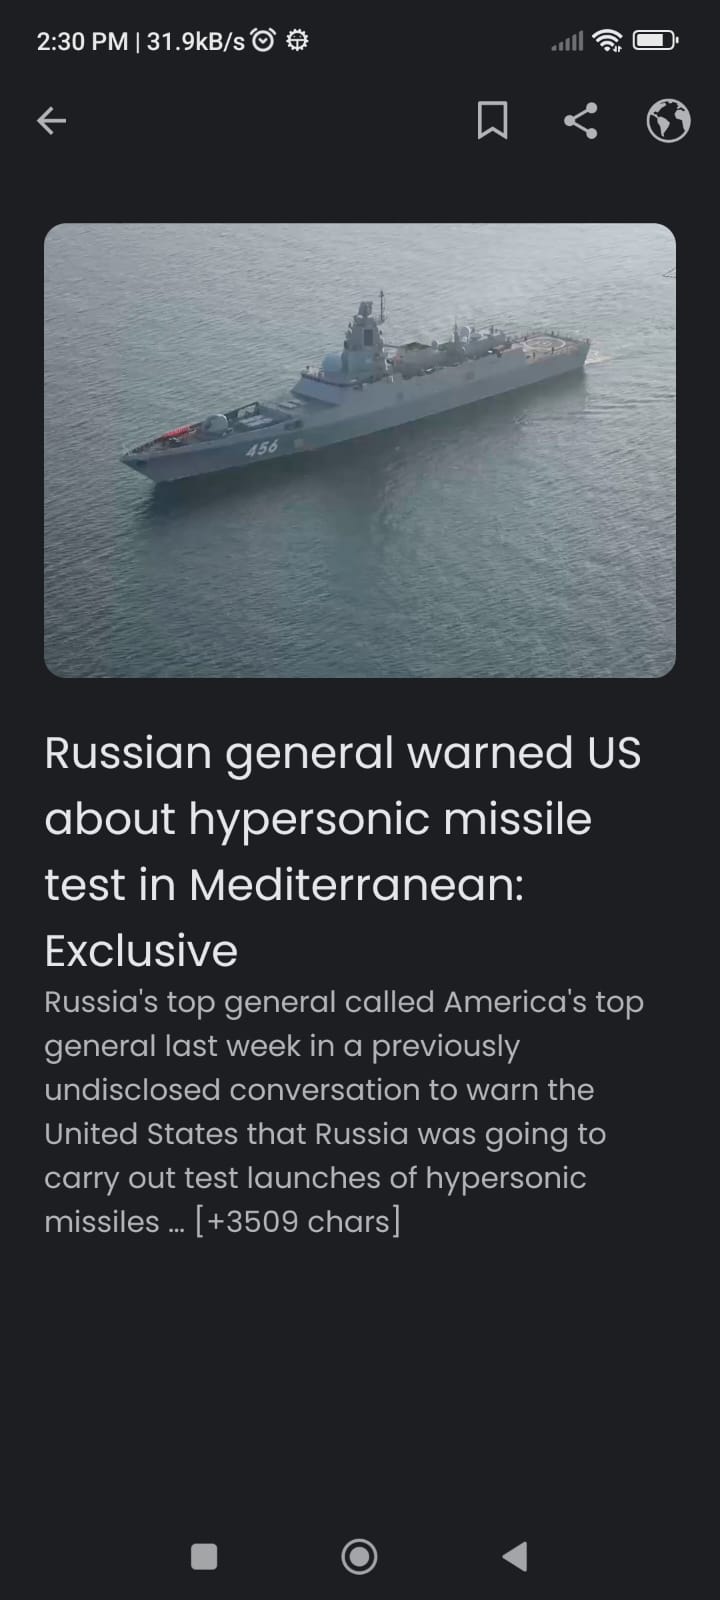 2:30 PM | 31.9kB/s
456
Russian general warned US
about hypersonic missile
test in Mediterranean:
Exclusive
Russia's top general called America's top
general last week in a previously
undisclosed conversation to warn the
United States that Russia was going to
carry out test launches of hypersonic
missiles … [+3509 chars]